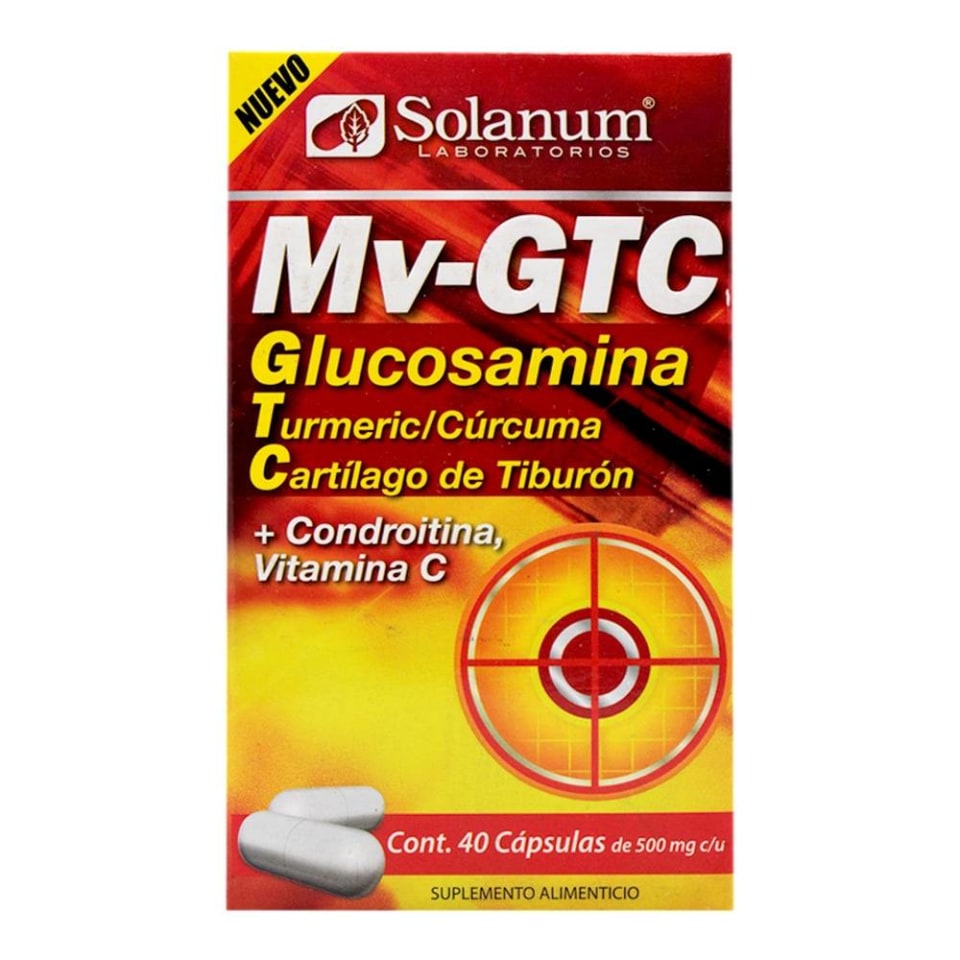 NUEVO
Solanum®
LABORATORIOS
Mv-GTC
Glucosamina
Turmeric/Cúrcuma
Cartílago de Tiburón
+ Condroitina,
Vitamina C
Cont. 40 Cápsulas de 500 mg c/u
SUPLEMENTO ALIMENTICIO